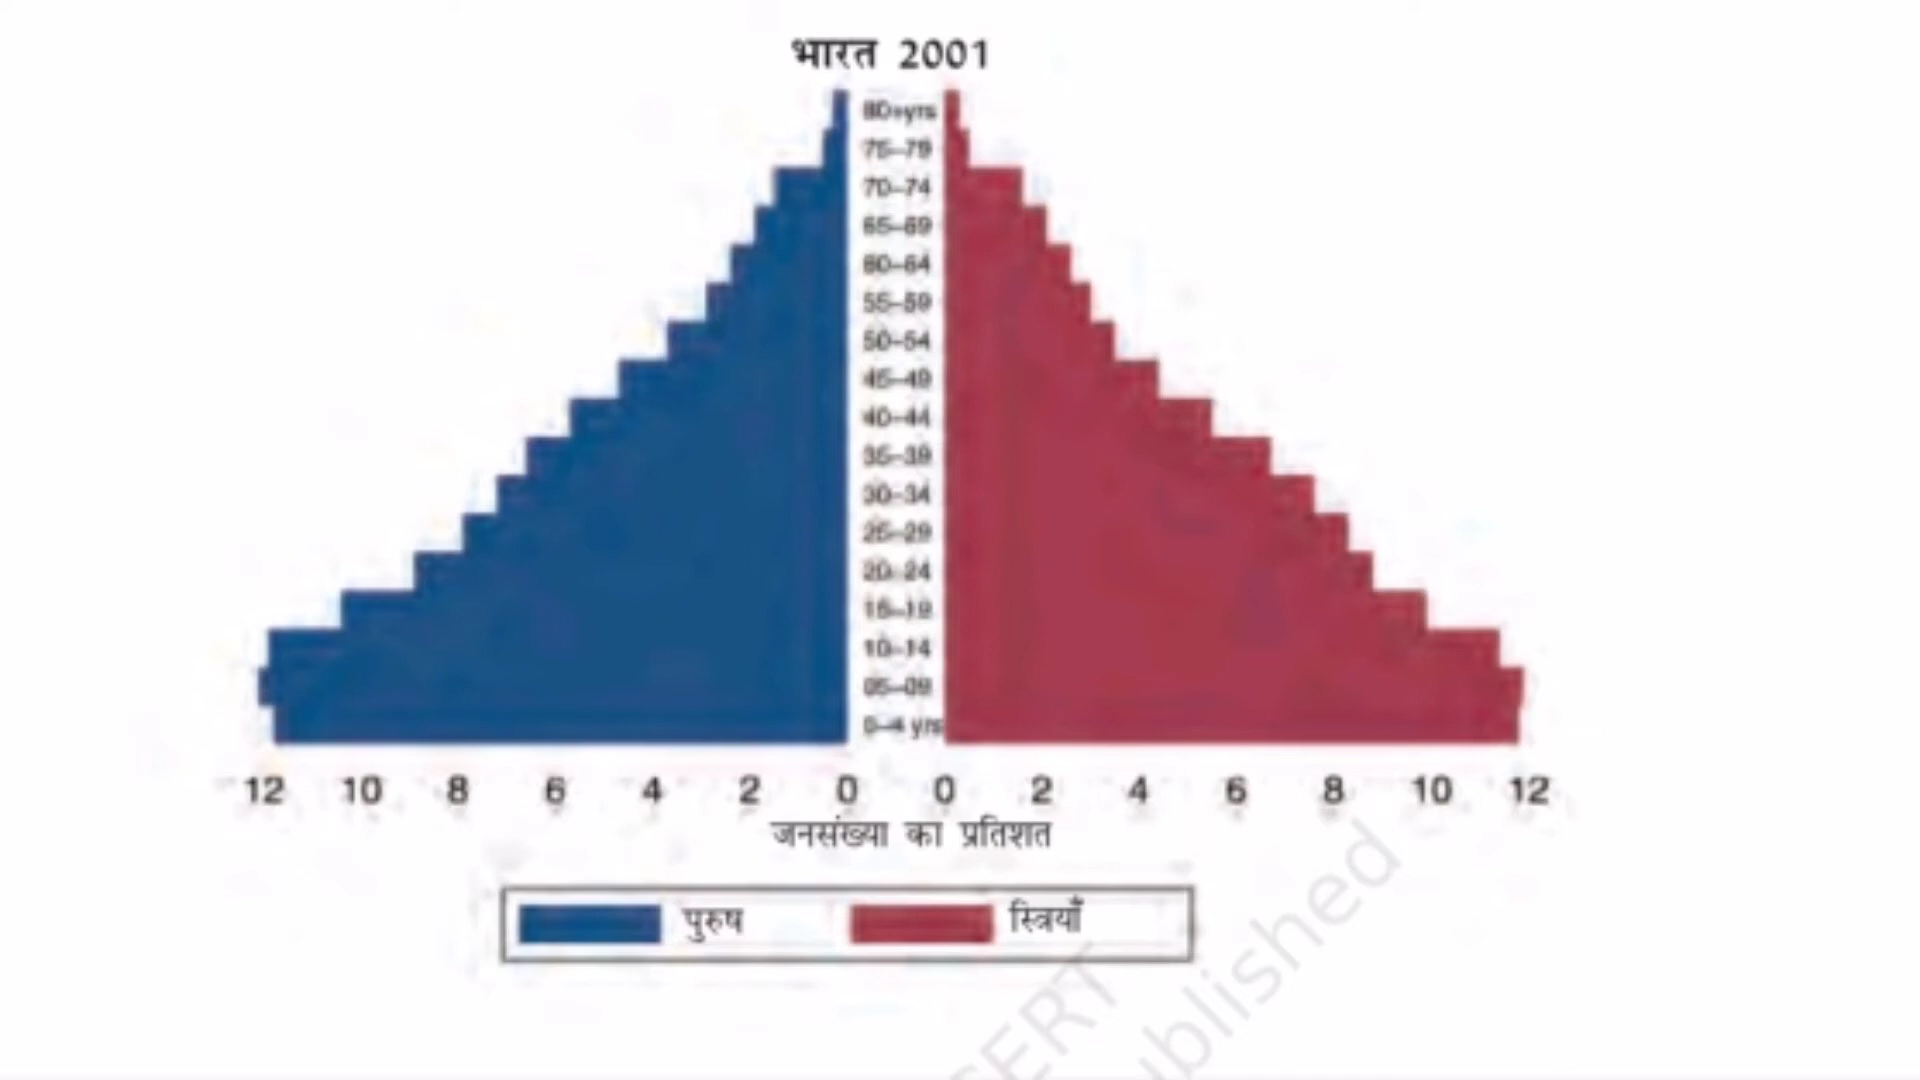 भारत 2001
80+yrs
75–79
70–74
65–69
60–64
55–59
50–54
45–49
40–44
35–39
30–34
25–29
20–24
15–19
10–14
05–09
0–4 yrs
12 10 8 6 4 2 0 0 2 4 6 8 10 12
जनसंख्या का प्रतिशत
पुरुष स्त्रियाँ